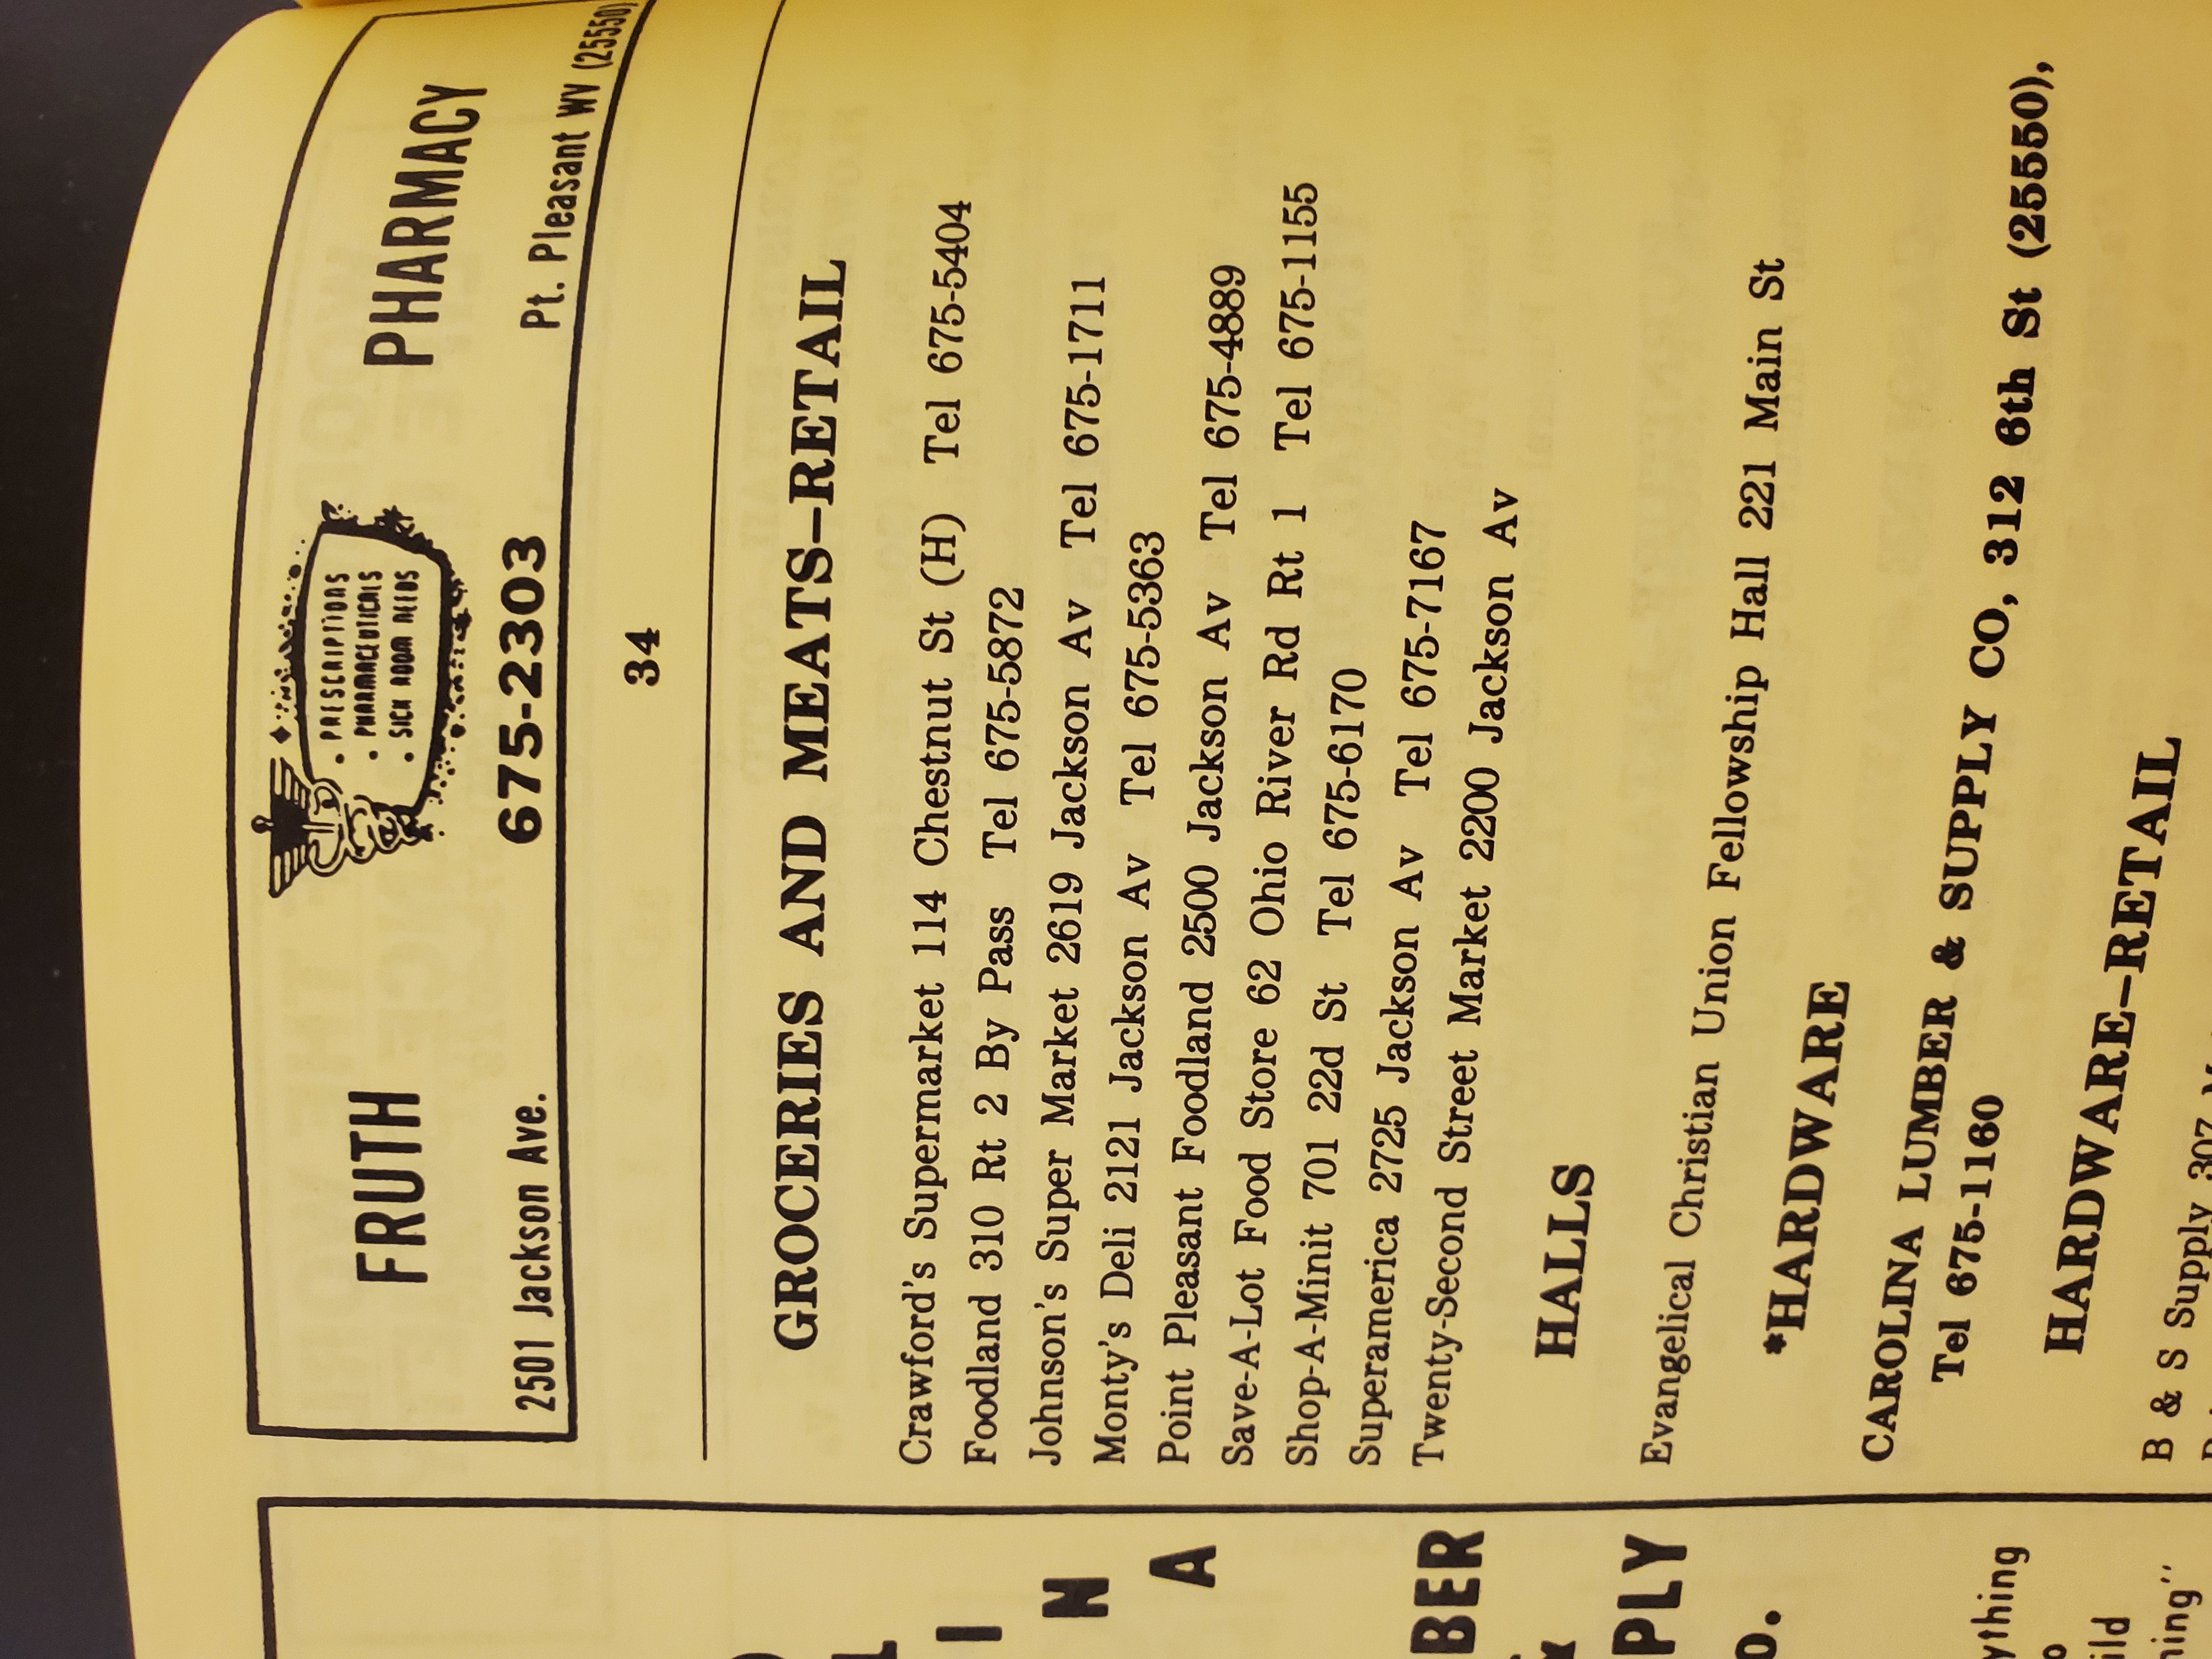 FRUTH PHARMACY
• PRESCRIPTIONS
• PHARMACEUTICALS
• SICK ROOM NEEDS
2501 Jackson Ave. 675-2303 Pt. Pleasant WV (25550)
34
GROCERIES AND MEATS—RETAIL
Crawford's Supermarket 114 Chestnut St (H) Tel 675-5404
Foodland 310 Rt 2 By Pass Tel 675-5872
Johnson's Super Market 2619 Jackson Av Tel 675-1711
Monty's Deli 2121 Jackson Av Tel 675-5363
Point Pleasant Foodland 2500 Jackson Av Tel 675-4889
Save-A-Lot Food Store 62 Ohio River Rd Rt 1 Tel 675-1155
Shop-A-Minit 701 22d St Tel 675-6170
Superamerica 2725 Jackson Av Tel 675-7167
Twenty-Second Street Market 2200 Jackson Av
HALLS
Evangelical Christian Union Fellowship Hall 221 Main St
*HARDWARE
CAROLINA LUMBER & SUPPLY CO, 312 6th St (25550),
Tel 675-1160
HARDWARE—RETAIL
B & S Supply 307
I
N
A
BER
PLY
O.
ything
ild
hing"